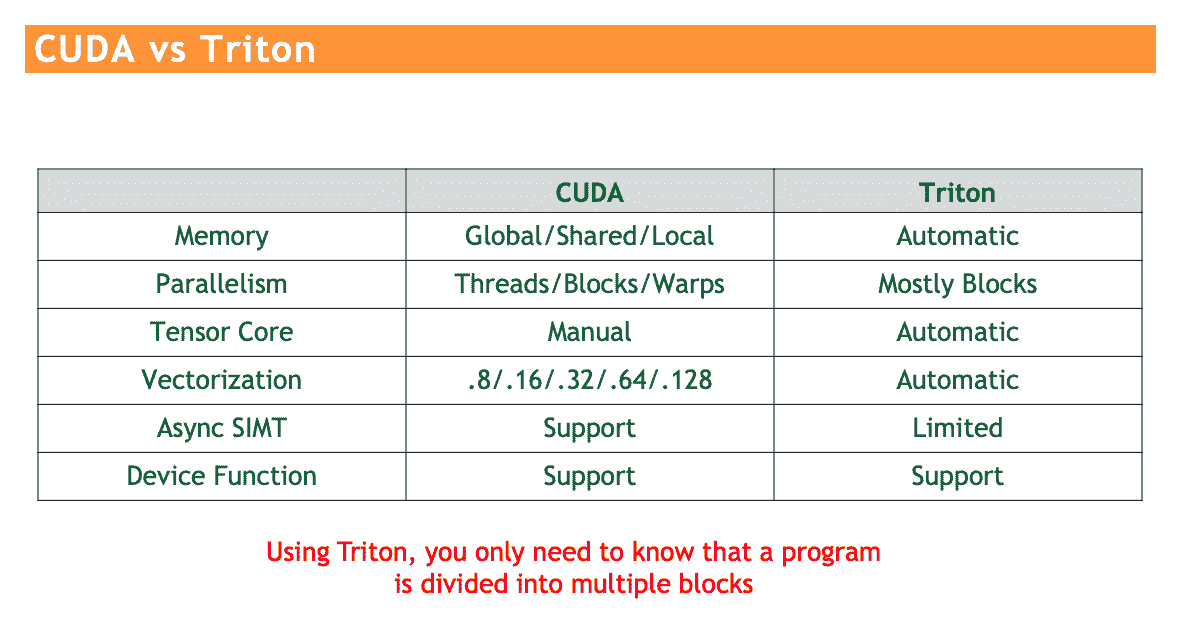 CUDA vs Triton
CUDA Triton
Memory Global/Shared/Local Automatic
Parallelism Threads/Blocks/Warps Mostly Blocks
Tensor Core Manual Automatic
Vectorization .8/.16/.32/.64/.128 Automatic
Async SIMT Support Limited
Device Function Support Support
Using Triton, you only need to know that a program
is divided into multiple blocks